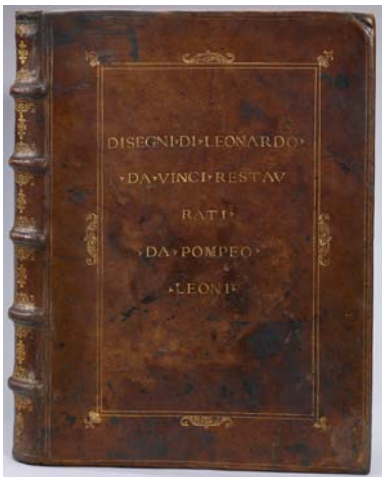 DISEGNI·DI·LEONARDO·
·DA·VINCI·RESTAV
RATI·
·DA·POMPEO·
·LEONI·